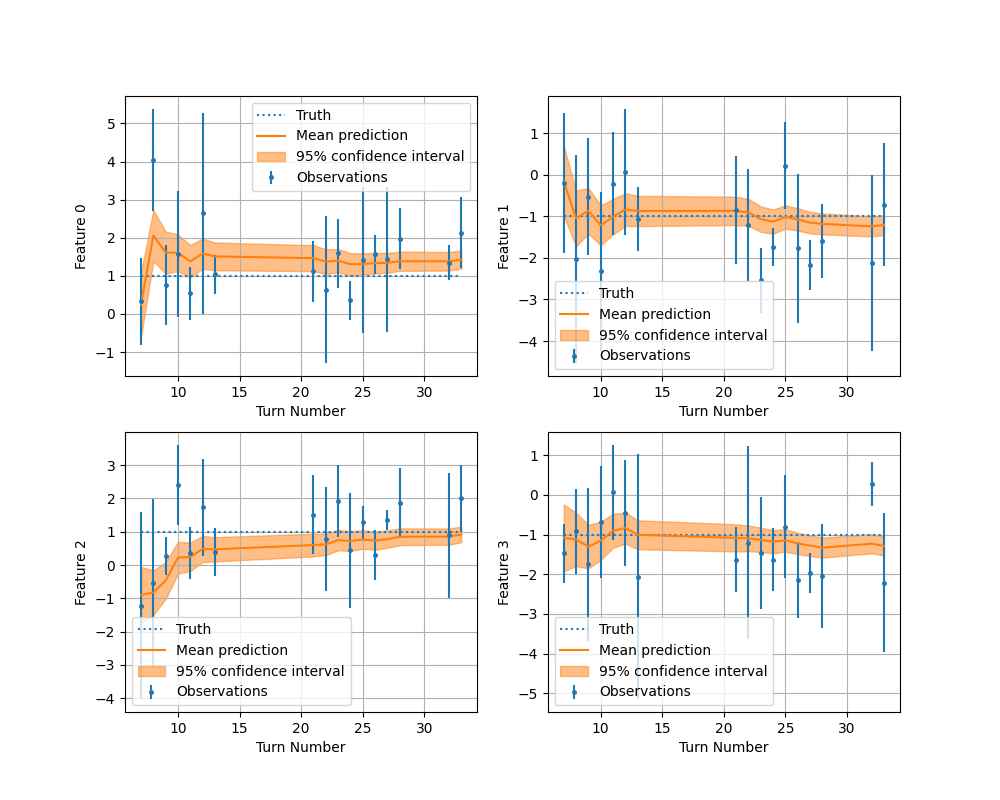 Feature 0
5
4
3
2
1
0
−1
10
15
20
25
30
Turn Number
Truth
Mean prediction
95% confidence interval
Observations
Feature 1
1
0
−1
−2
−3
−4
10
15
20
25
30
Turn Number
Truth
Mean prediction
95% confidence interval
Observations
Feature 2
3
2
1
0
−1
−2
−3
−4
10
15
20
25
30
Turn Number
Truth
Mean prediction
95% confidence interval
Observations
Feature 3
1
0
−1
−2
−3
−4
−5
10
15
20
25
30
Turn Number
Truth
Mean prediction
95% confidence interval
Observations